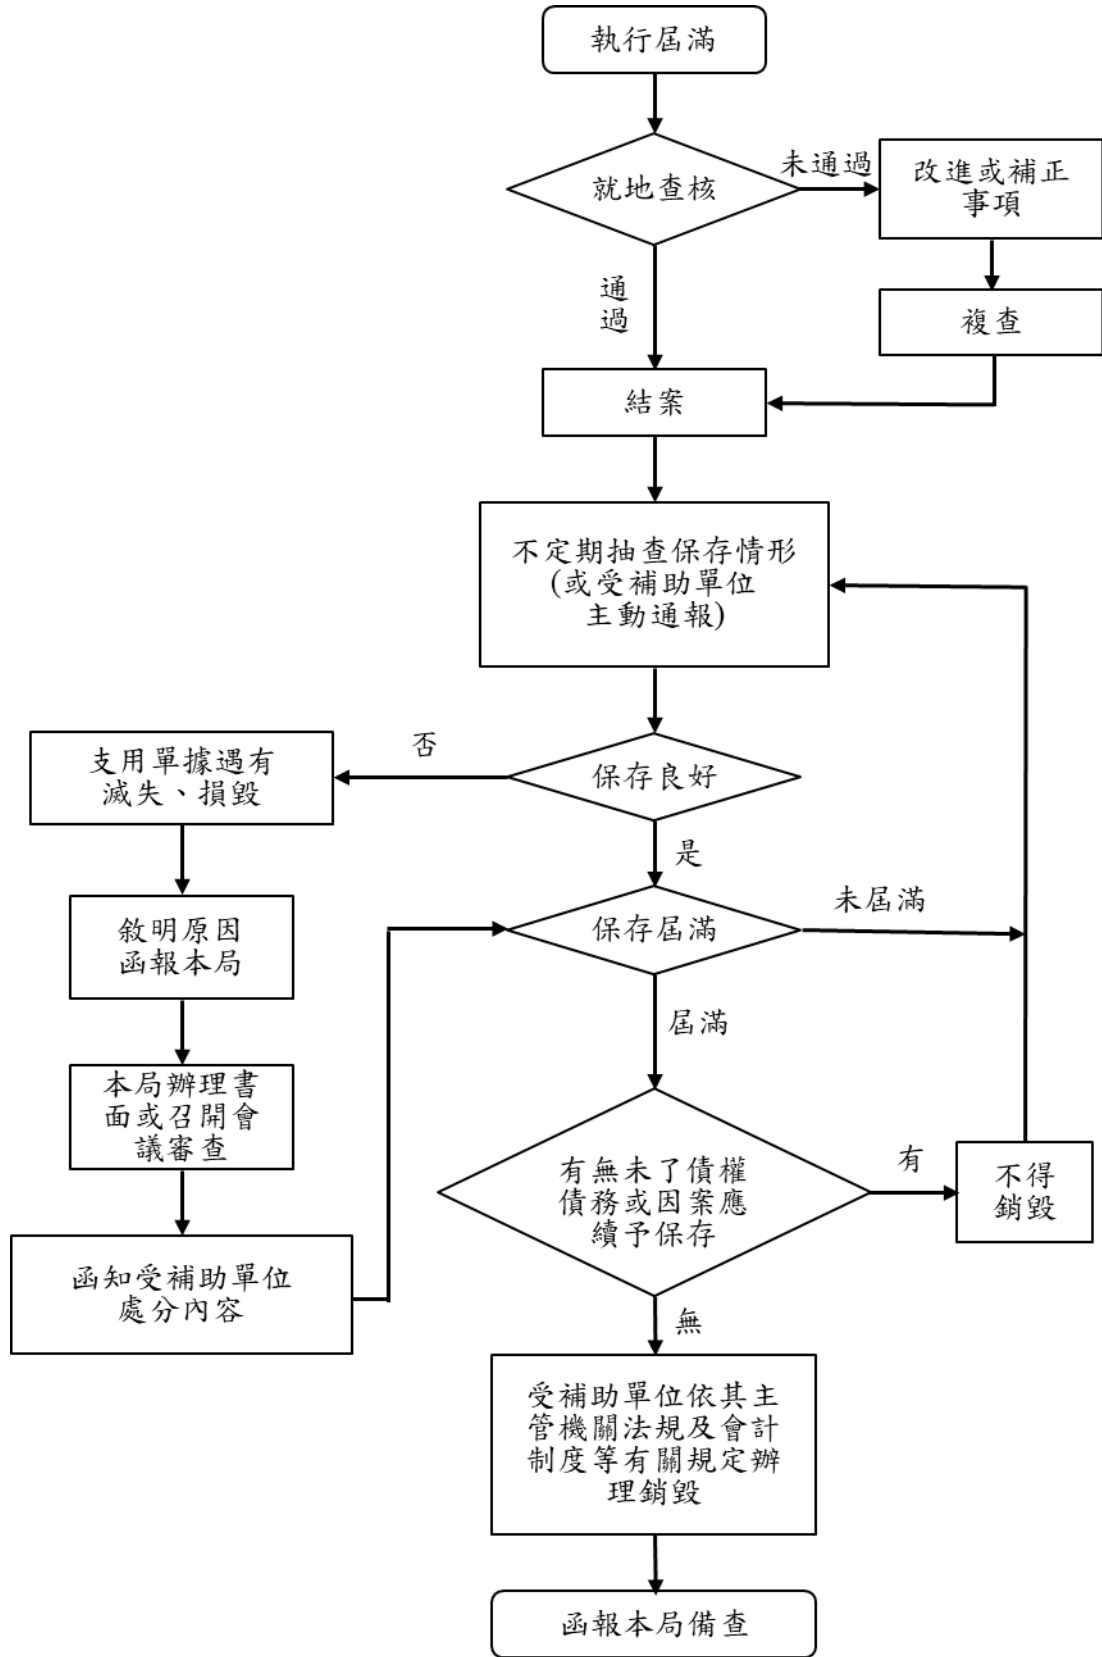 執行屆滿
就地查核
未通過
改進或補正
事項
通
過
複查
結案
不定期抽查保存情形
(或受補助單位
主動通報)
保存良好
否
支用單據遇有
滅失、損毀
是
敘明原因
函報本局
保存屆滿
未屆滿
屆滿
本局辦理書
面或召開會
議審查
有無未了債權
債務或因案應
續予保存
有
不得
銷毀
函知受補助單位
處分內容
無
受補助單位依其主
管機關法規及會計
制度等有關規定辦
理銷毀
函報本局備查